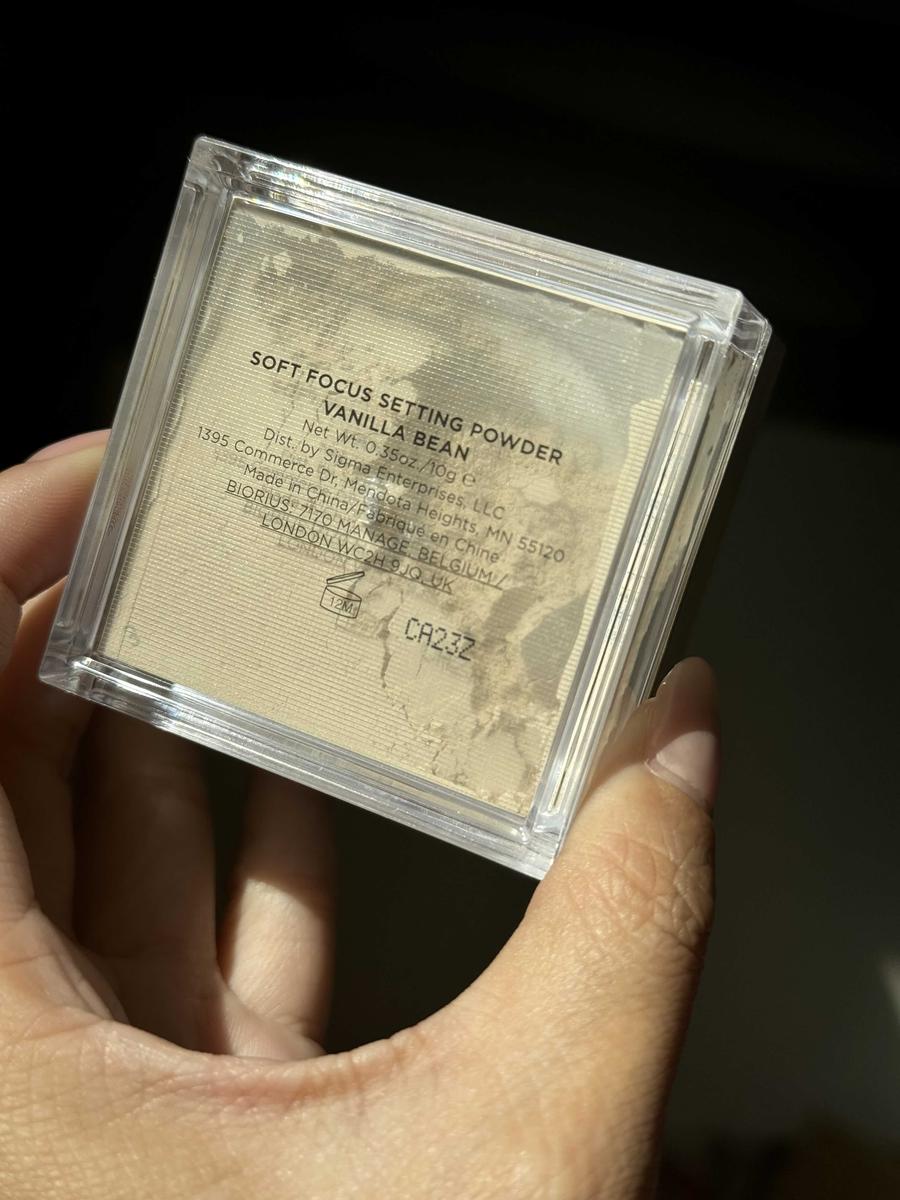 SOFT FOCUS SETTING POWDER
VANILLA BEAN
Net Wt. 0.35oz./10g ℮
Dist. by Sigma Enterprises, LLC
1395 Commerce Dr, Mendota Heights, MN 55120
Made in China/Fabriqué en Chine
BIORIUS: 7170 MANAGE, BELGIUM /
LONDON WC2H 9JQ, UK
12M
CA23Z